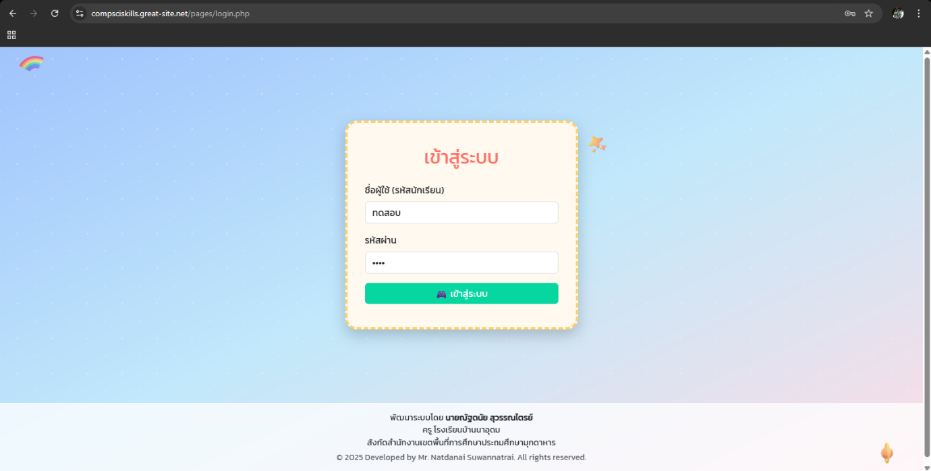 compsciskills.great-site.net/pages/login.php
เข้าสู่ระบบ
ชื่อผู้ใช้ (รหัสนักเรียน)
ทดสอบ
รหัสผ่าน
••••
🎮 เข้าสู่ระบบ
พัฒนาระบบโดย นายณัฐดนัย สุวรรณไตรย์
ครู โรงเรียนบ้านนาอุดม
สังกัดสำนักงานเขตพื้นที่การศึกษาประถมศึกษามุกดาหาร
© 2025 Developed by Mr. Natdanai Suwannatrai. All rights reserved.